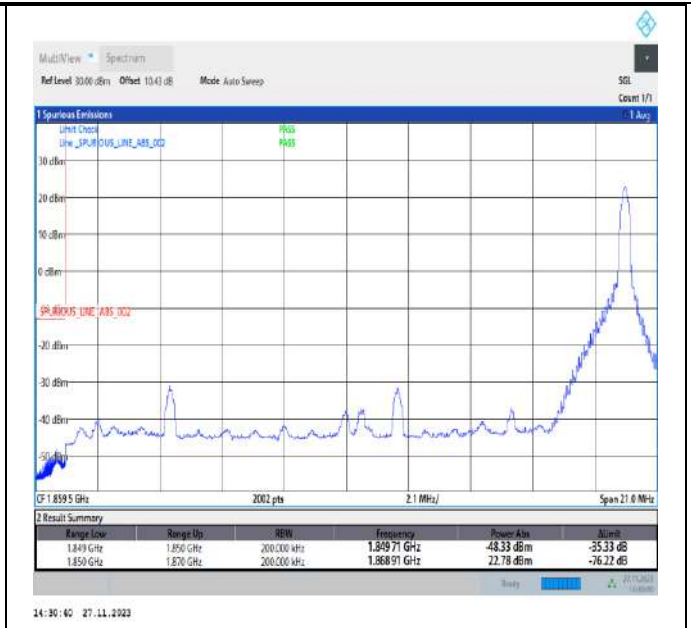 MultiView Spectrum
Ref Level 30.00 dBm Offset 10.43 dB Mode Auto Sweep SGL
Count 1/1
1 Spurious Emissions 1 Avg
Limit Check PASS
Line _SPURIOUS_LINE_ABS_002 PASS
30 dBm
20 dBm
10 dBm
0 dBm
SPURIOUS_LINE_ABS_002
-20 dBm
-30 dBm
-40 dBm
-50 dBm
CF 1.8595 GHz 2002 pts 2.1 MHz/ Span 21.0 MHz
2 Result Summary
Range Low Range Up RBW Frequency Power Abs ΔLimit
1.849 GHz 1.850 GHz 200.000 kHz 1.84971 GHz -48.33 dBm -35.33 dB
1.850 GHz 1.870 GHz 200.000 kHz 1.86891 GHz 22.78 dBm -76.22 dB
Ready 27.11.2023
14:30:40 27.11.2023